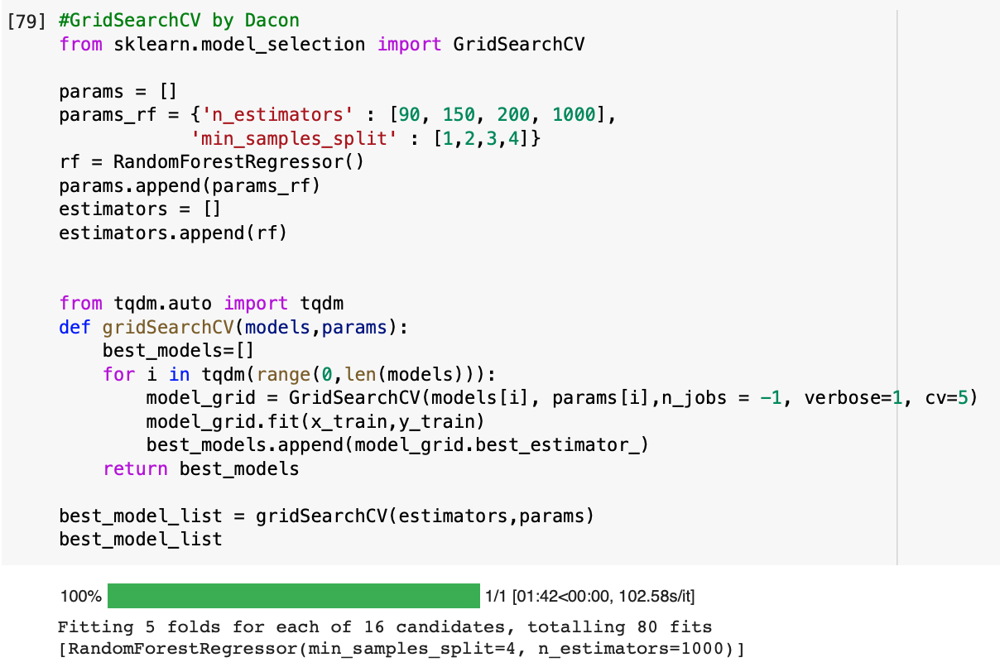 [79] #GridSearchCV by Dacon
from sklearn.model_selection import GridSearchCV
params = []
params_rf = {'n_estimators' : [90, 150, 200, 1000],
'min_samples_split' : [1,2,3,4]}
rf = RandomForestRegressor()
params.append(params_rf)
estimators = []
estimators.append(rf)
from tqdm.auto import tqdm
def gridSearchCV(models,params):
best_models=[]
for i in tqdm(range(0,len(models))):
model_grid = GridSearchCV(models[i], params[i],n_jobs = -1, verbose=1, cv=5)
model_grid.fit(x_train,y_train)
best_models.append(model_grid.best_estimator_)
return best_models
best_model_list = gridSearchCV(estimators,params)
best_model_list
100% 1/1 [01:42<00:00, 102.58s/it]
Fitting 5 folds for each of 16 candidates, totalling 80 fits
[RandomForestRegressor(min_samples_split=4, n_estimators=1000)]